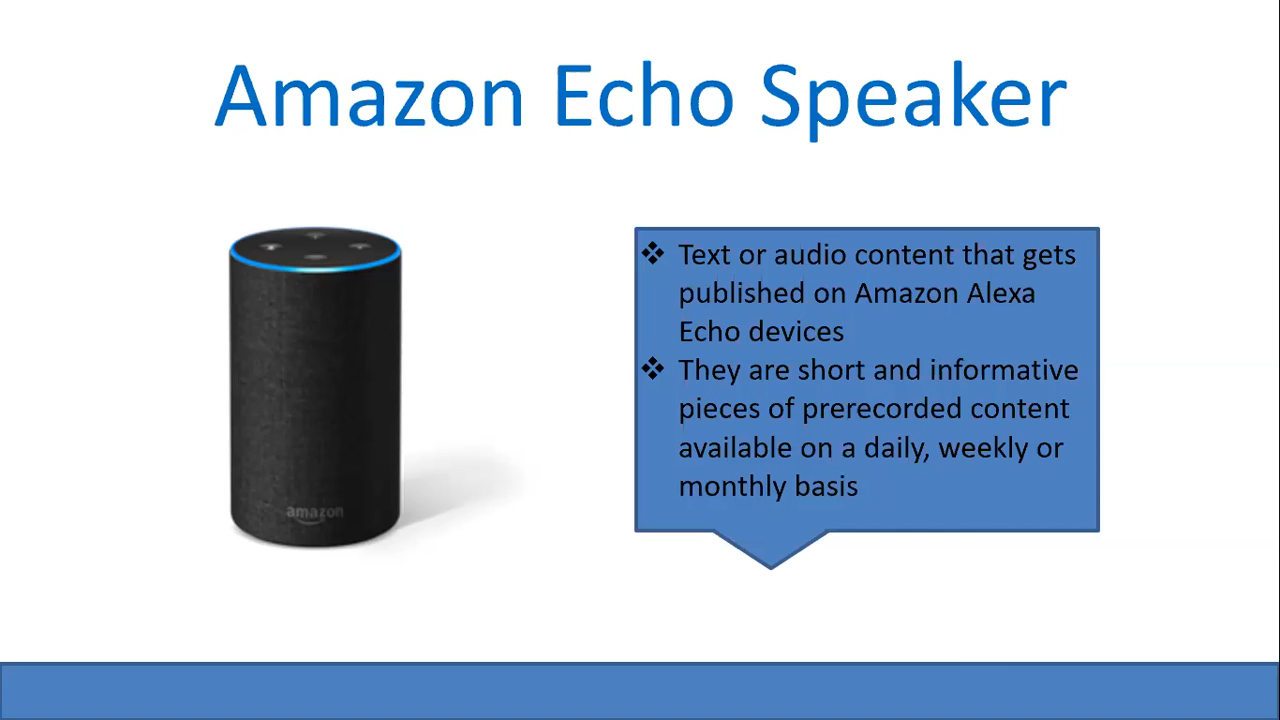 Amazon Echo Speaker
❖ Text or audio content that gets
published on Amazon Alexa
Echo devices
❖ They are short and informative
pieces of prerecorded content
available on a daily, weekly or
monthly basis
amazon